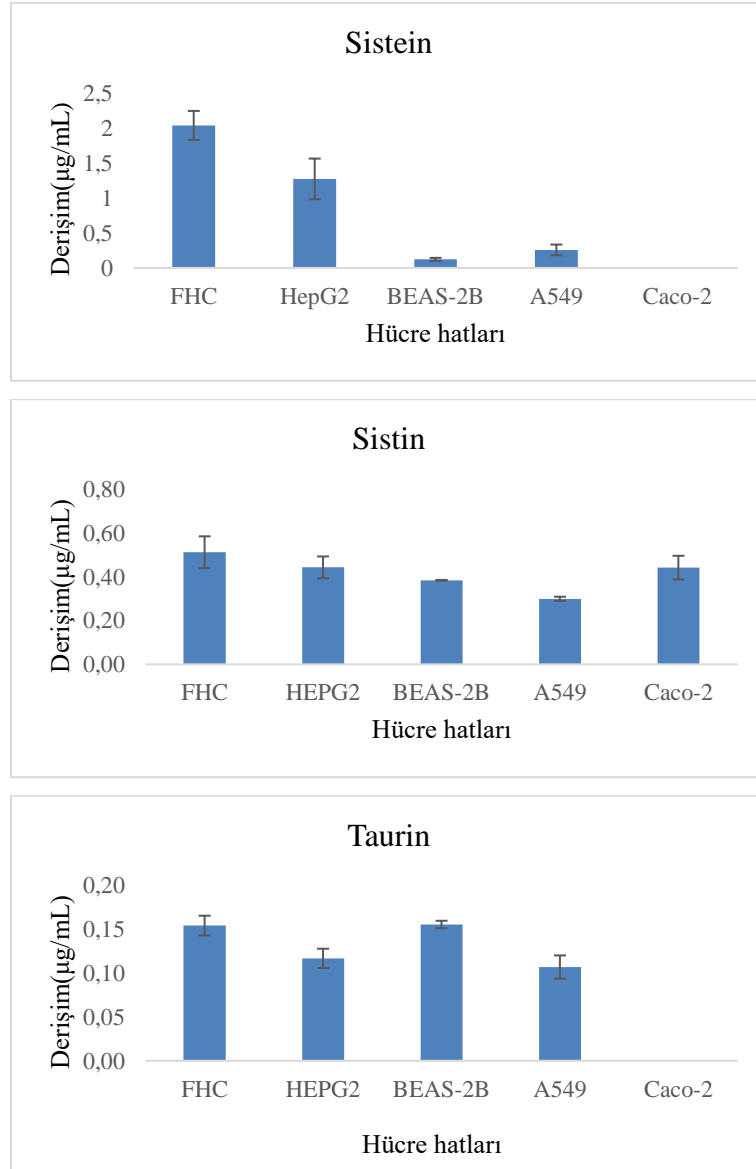 Sistein
Derişim(µg/mL)
2,5
2
1,5
1
0,5
0
FHC HepG2 BEAS-2B A549 Caco-2
Hücre hatları
Sistin
Derişim(µg/mL)
0,80
0,60
0,40
0,20
0,00
FHC HEPG2 BEAS-2B A549 Caco-2
Hücre hatları
Taurin
Derişim(µg/mL)
0,20
0,15
0,10
0,05
0,00
FHC HEPG2 BEAS-2B A549 Caco-2
Hücre hatları